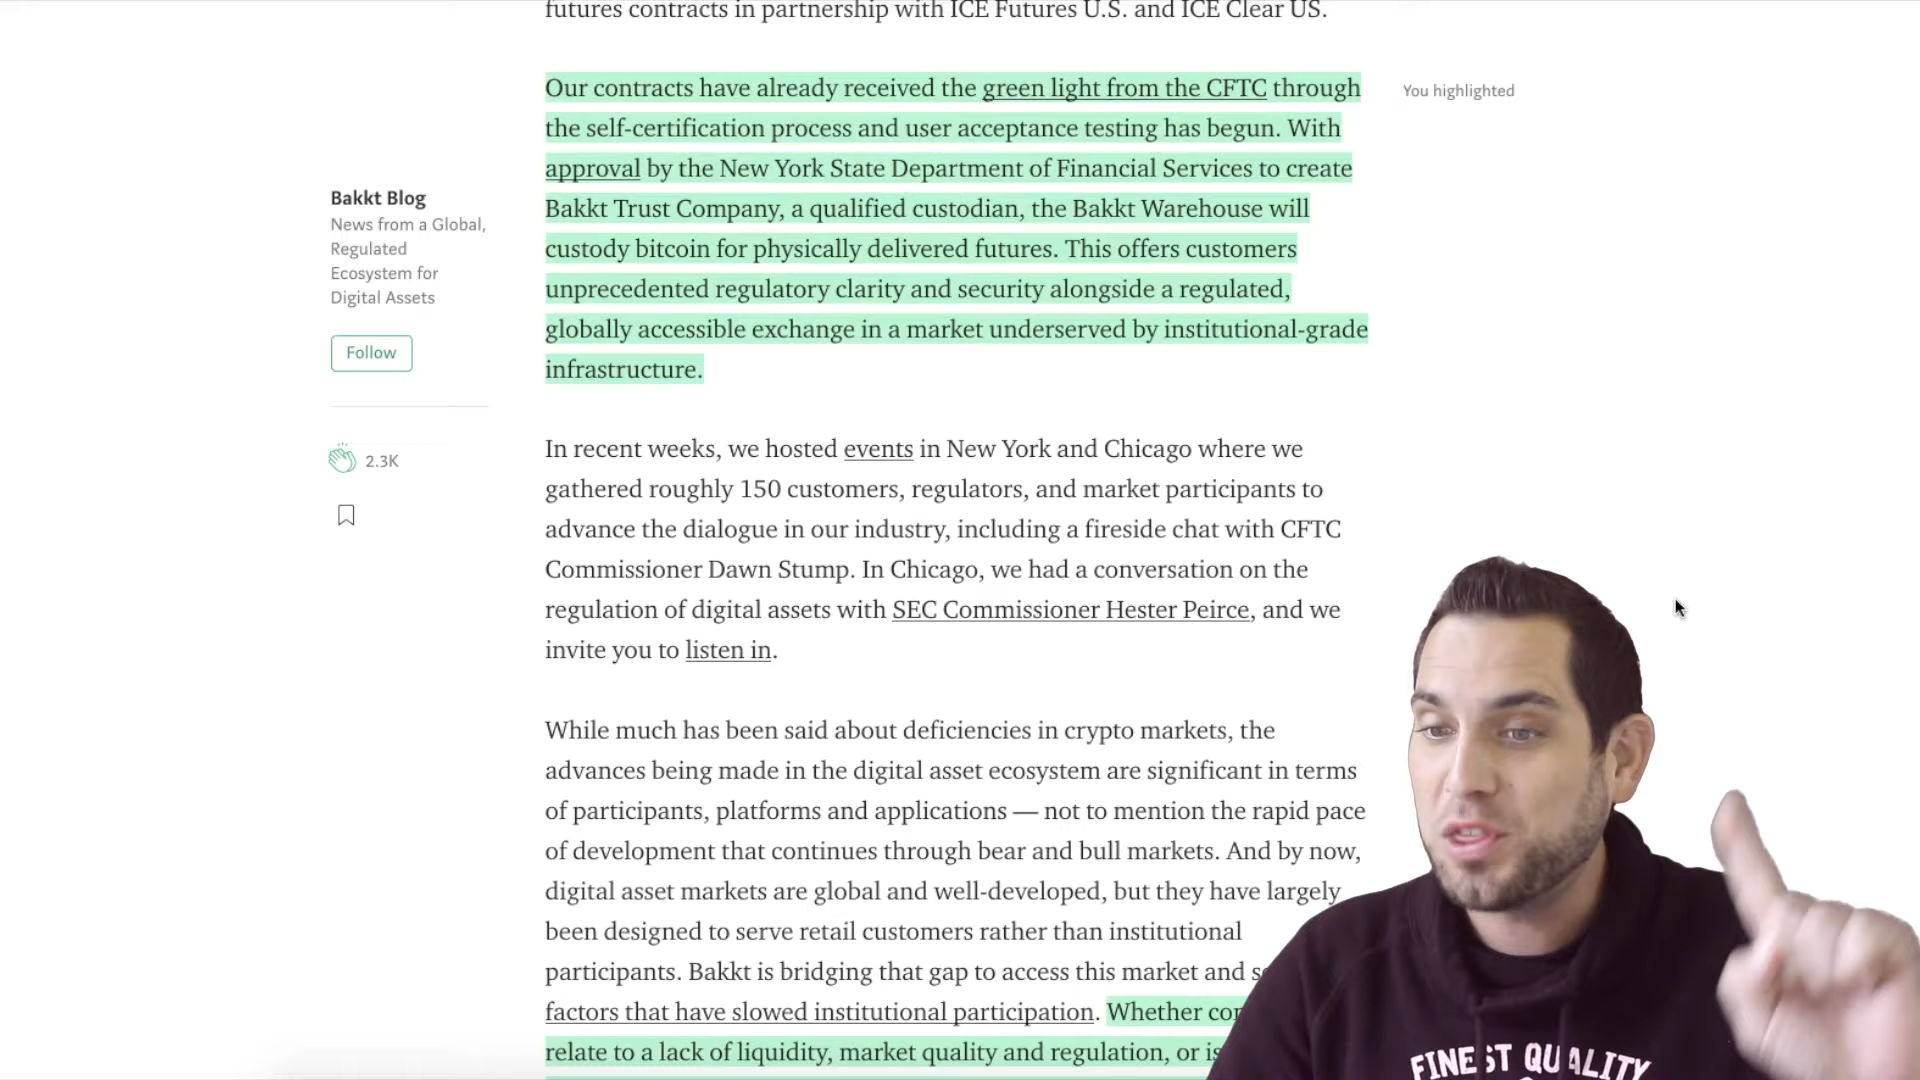 futures contracts in partnership with ICE Futures U.S. and ICE Clear US.
Our contracts have already received the green light from the CFTC through
the self-certification process and user acceptance testing has begun. With
approval by the New York State Department of Financial Services to create
Bakkt Trust Company, a qualified custodian, the Bakkt Warehouse will
custody bitcoin for physically delivered futures. This offers customers
unprecedented regulatory clarity and security alongside a regulated,
globally accessible exchange in a market underserved by institutional-grade
infrastructure.
You highlighted
Bakkt Blog
News from a Global,
Regulated
Ecosystem for
Digital Assets
Follow
2.3K
In recent weeks, we hosted events in New York and Chicago where we
gathered roughly 150 customers, regulators, and market participants to
advance the dialogue in our industry, including a fireside chat with CFTC
Commissioner Dawn Stump. In Chicago, we had a conversation on the
regulation of digital assets with SEC Commissioner Hester Peirce, and we
invite you to listen in.
While much has been said about deficiencies in crypto markets, the
advances being made in the digital asset ecosystem are significant in terms
of participants, platforms and applications — not to mention the rapid pace
of development that continues through bear and bull markets. And by now,
digital asset markets are global and well-developed, but they have largely
been designed to serve retail customers rather than institutional
participants. Bakkt is bridging that gap to access this market and
factors that have slowed institutional participation. Whether
relate to a lack of liquidity, market quality and regulation, or
FINEST QUALITY